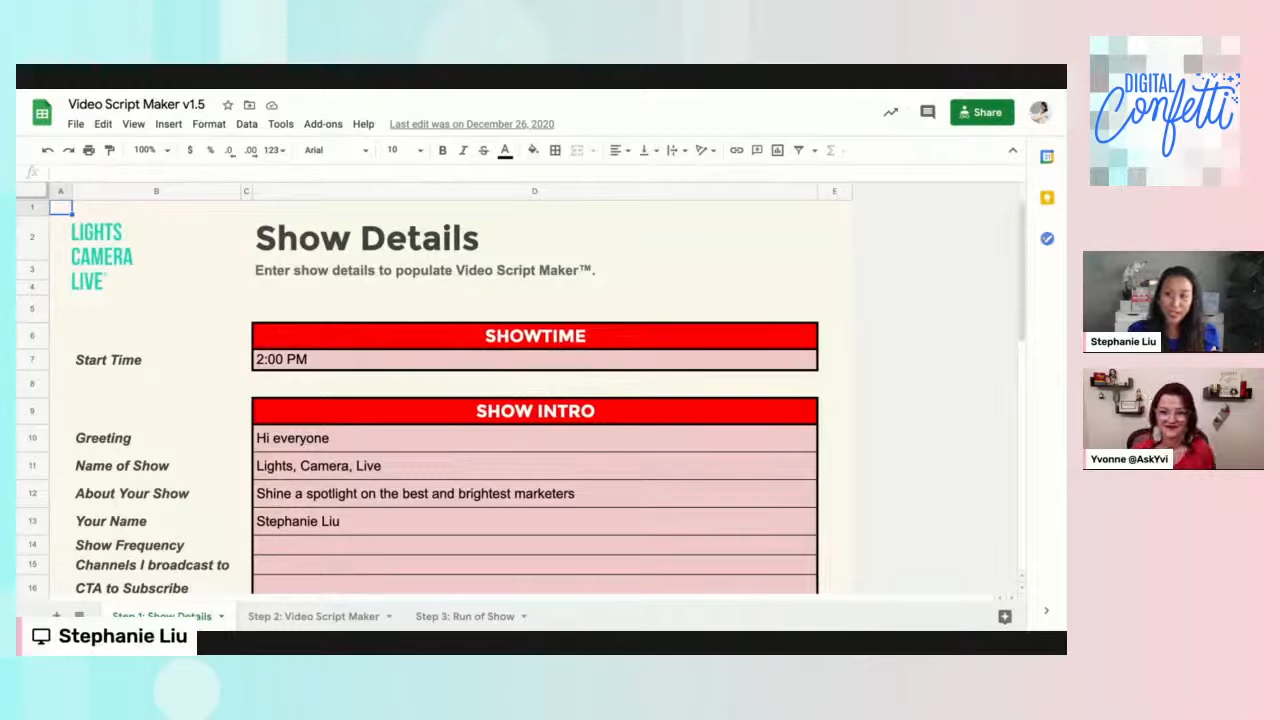 Video Script Maker v1.5
File Edit View Insert Format Data Tools Add-ons Help Last edit was on December 26, 2020
Share
100% $ % .0 .00 123 Arial 10 B I S A
fx
31
A B C D E
1
2
3
4
5
6
7
8
9
10
11
12
13
14
15
16
LIGHTS
CAMERA
LIVE
Show Details
Enter show details to populate Video Script Maker™.
SHOWTIME
Start Time 2:00 PM
SHOW INTRO
Greeting Hi everyone
Name of Show Lights, Camera, Live
About Your Show Shine a spotlight on the best and brightest marketers
Your Name Stephanie Liu
Show Frequency
Channels I broadcast to
CTA to Subscribe
Step 1: Show Details Step 2: Video Script Maker Step 3: Run of Show
Stephanie Liu
DIGITAL
Confetti
Stephanie Liu
Yvonne @AskYvi